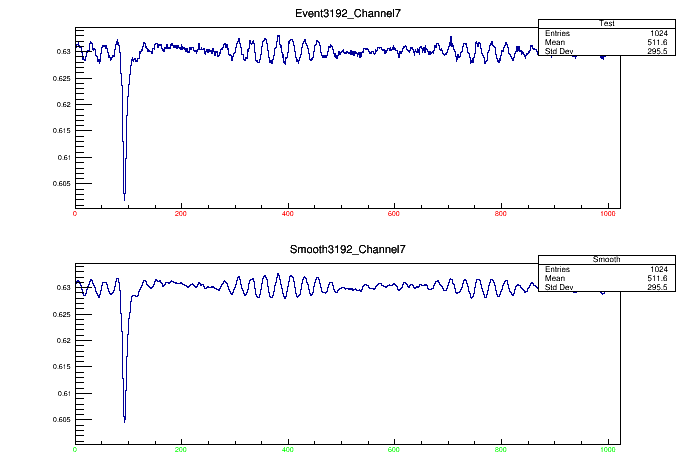 Event3192_Channel7
Test
Entries 1024
Mean 511.6
Std Dev 295.5
0.63
0.625
0.62
0.615
0.61
0.605
0 200 400 600 800 1000
Smooth3192_Channel7
Smooth
Entries 1024
Mean 511.6
Std Dev 295.5
0.63
0.625
0.62
0.615
0.61
0.605
0 200 400 600 800 1000